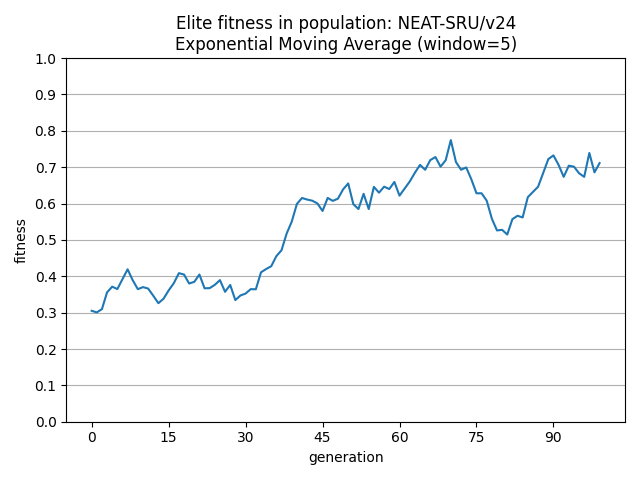 Elite fitness in population: NEAT-SRU/v24
Exponential Moving Average (window=5)
fitness
1.0
0.9
0.8
0.7
0.6
0.5
0.4
0.3
0.2
0.1
0.0
0 15 30 45 60 75 90
generation